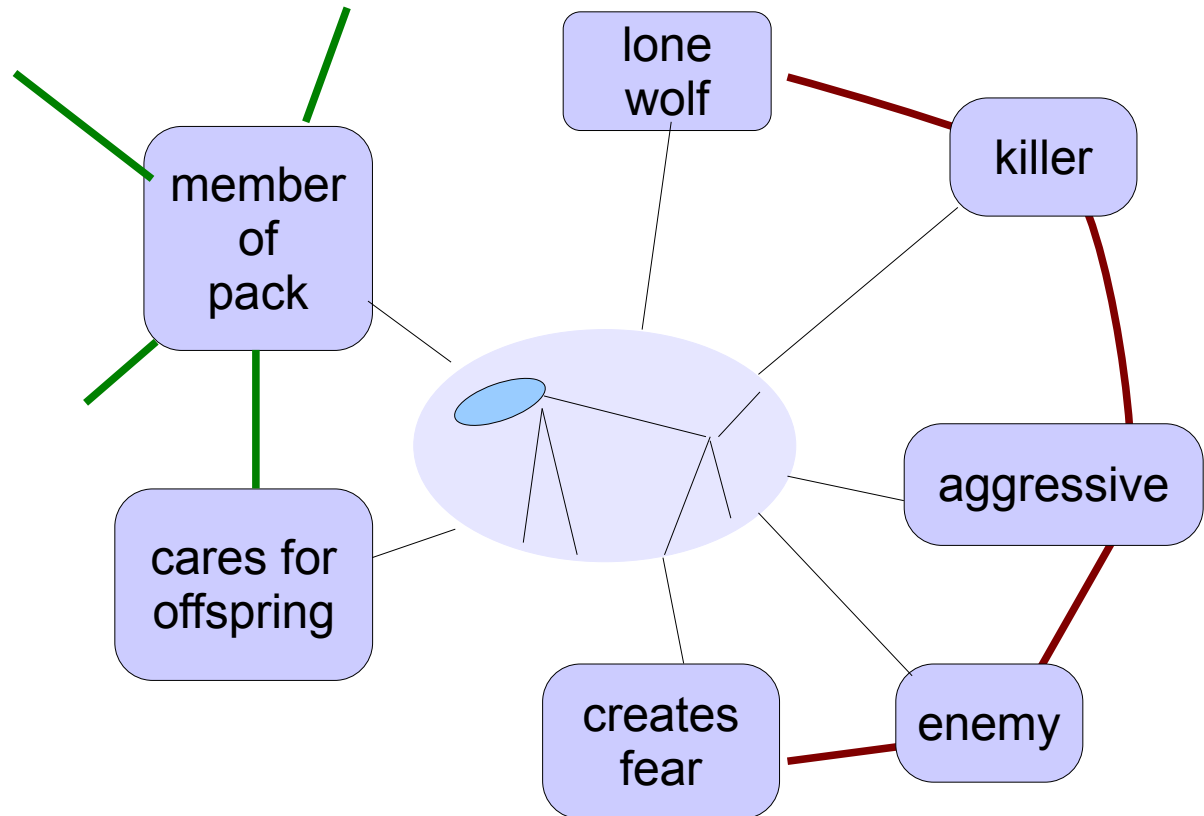 lone
wolf
killer
member
of
pack
aggressive
cares for
offspring
creates
fear
enemy